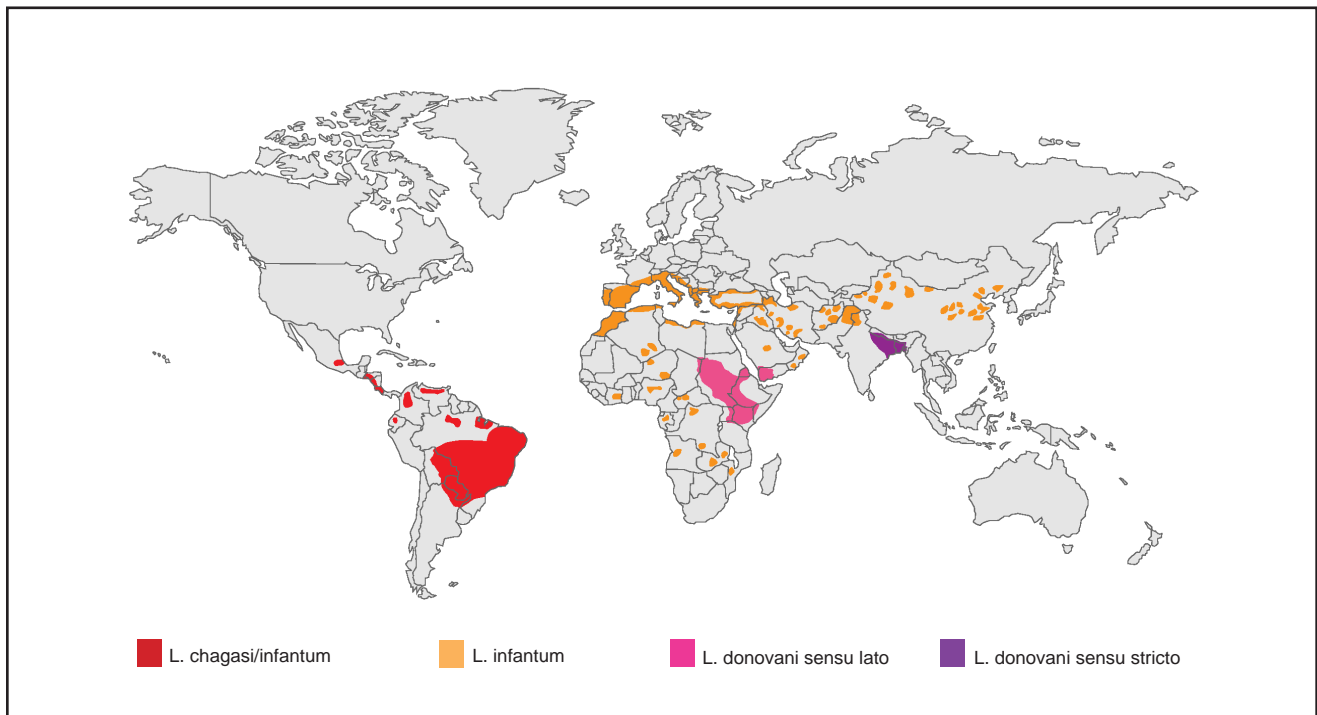 L. chagasi/infantum
L. infantum
L. donovani sensu lato
L. donovani sensu stricto